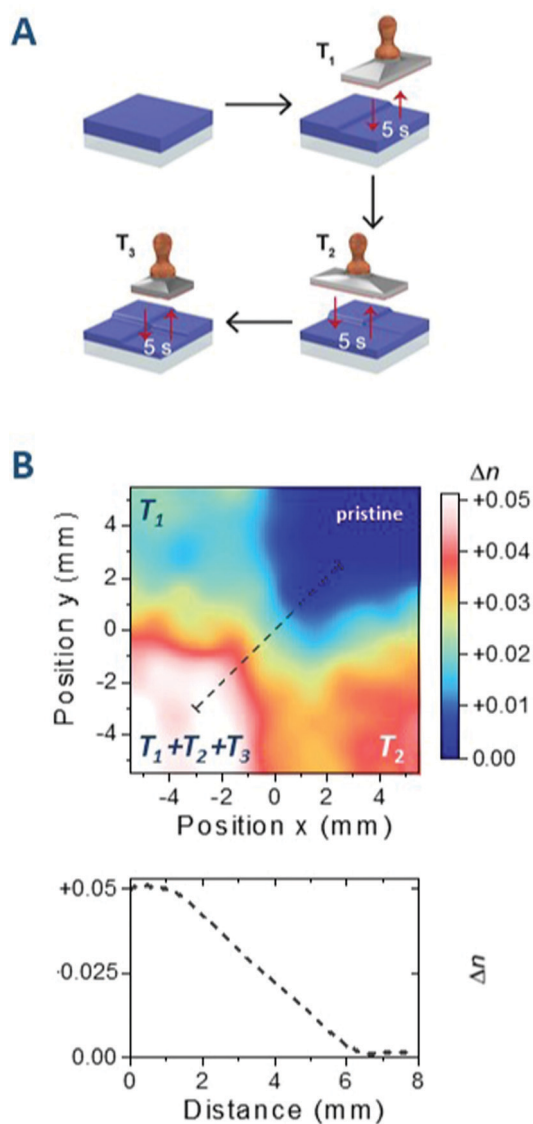 A
T1
5 s
T3
T2
5 s
5 s
B
Δn
T1
pristine
+0.05
4
+0.04
2
+0.03
0
+0.02
-2
+0.01
-4
T1+T2+T3
T2
0.00
-4 -2 0 2 4
Position y (mm)
Position x (mm)
+0.05
·0.025
0.00
Δn
0 2 4 6 8
Distance (mm)